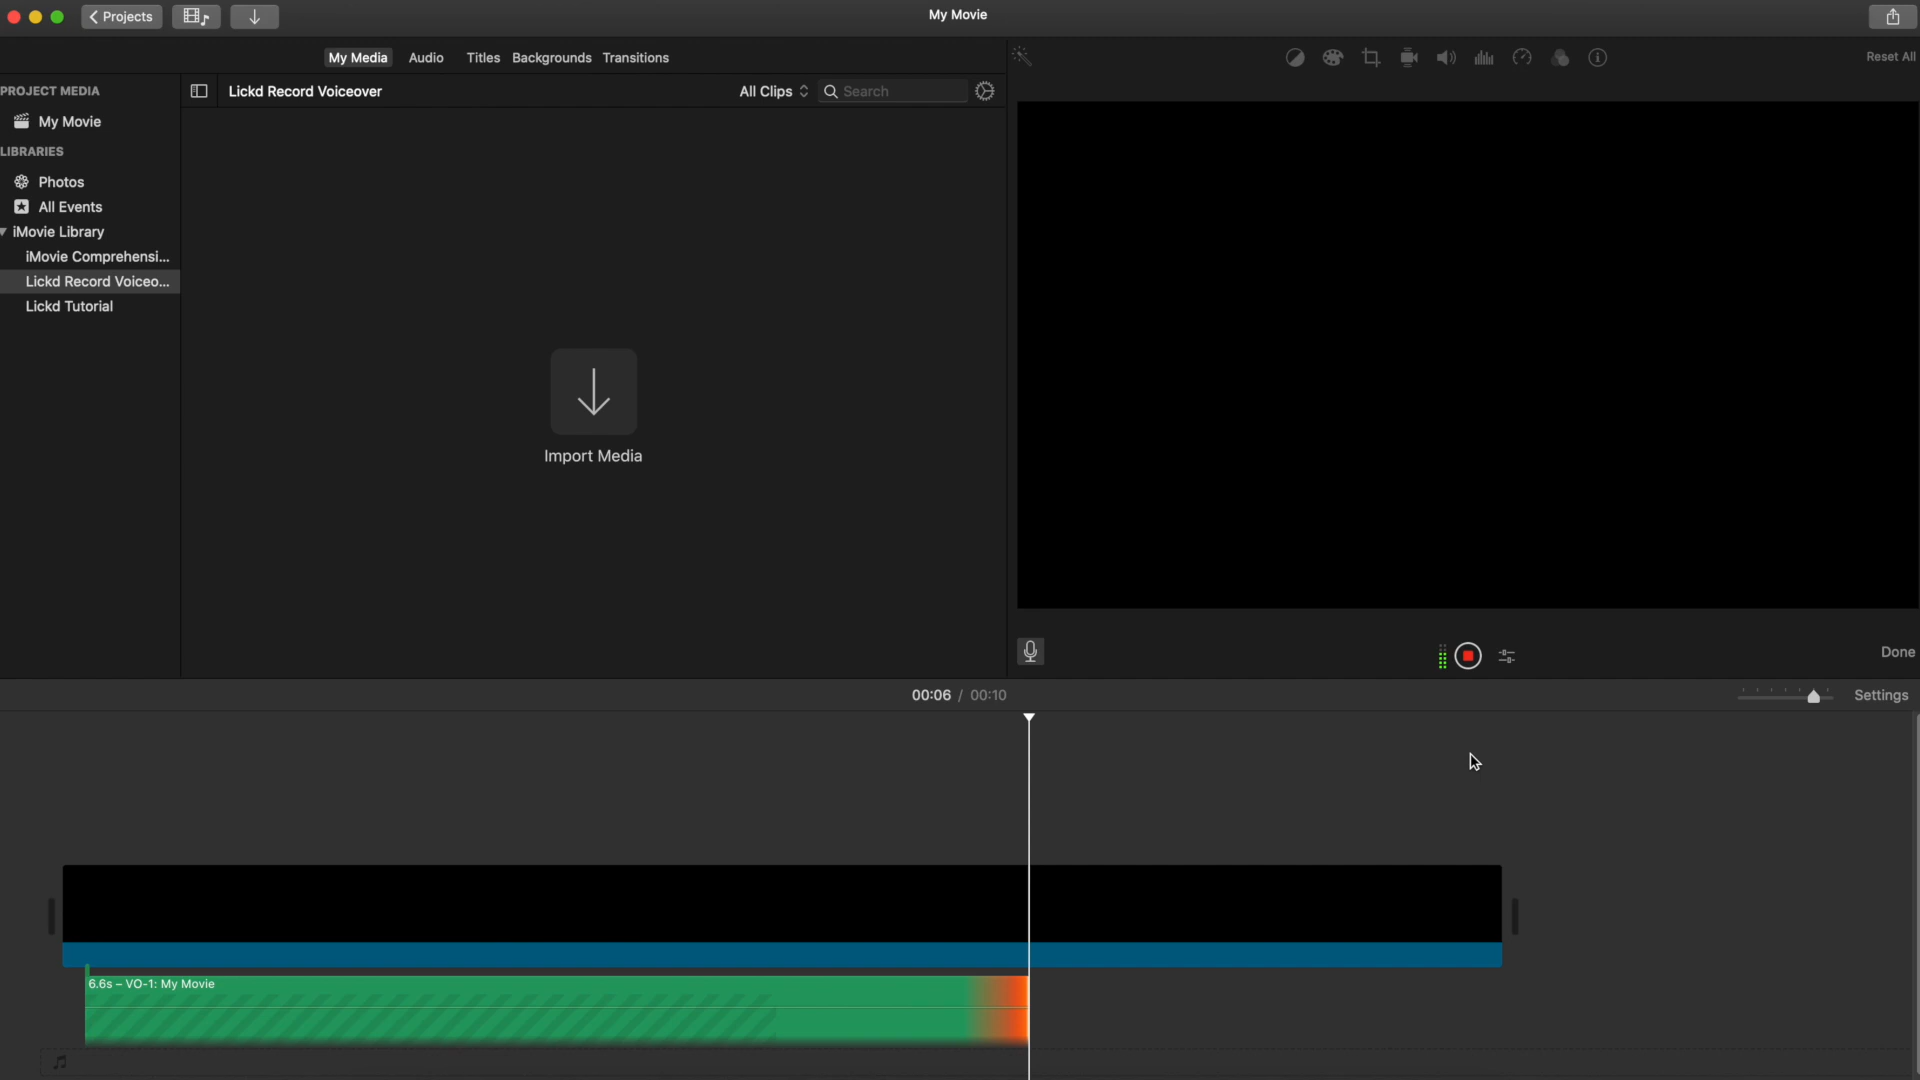 Projects
My Movie
My Media Audio Titles Backgrounds Transitions
Reset All
PROJECT MEDIA
Lickd Record Voiceover
All Clips
Search
My Movie
LIBRARIES
Photos
All Events
iMovie Library
iMovie Comprehensi...
Lickd Record Voiceo...
Lickd Tutorial
Import Media
Done
00:06 / 00:10
Settings
6.6s – VO-1: My Movie